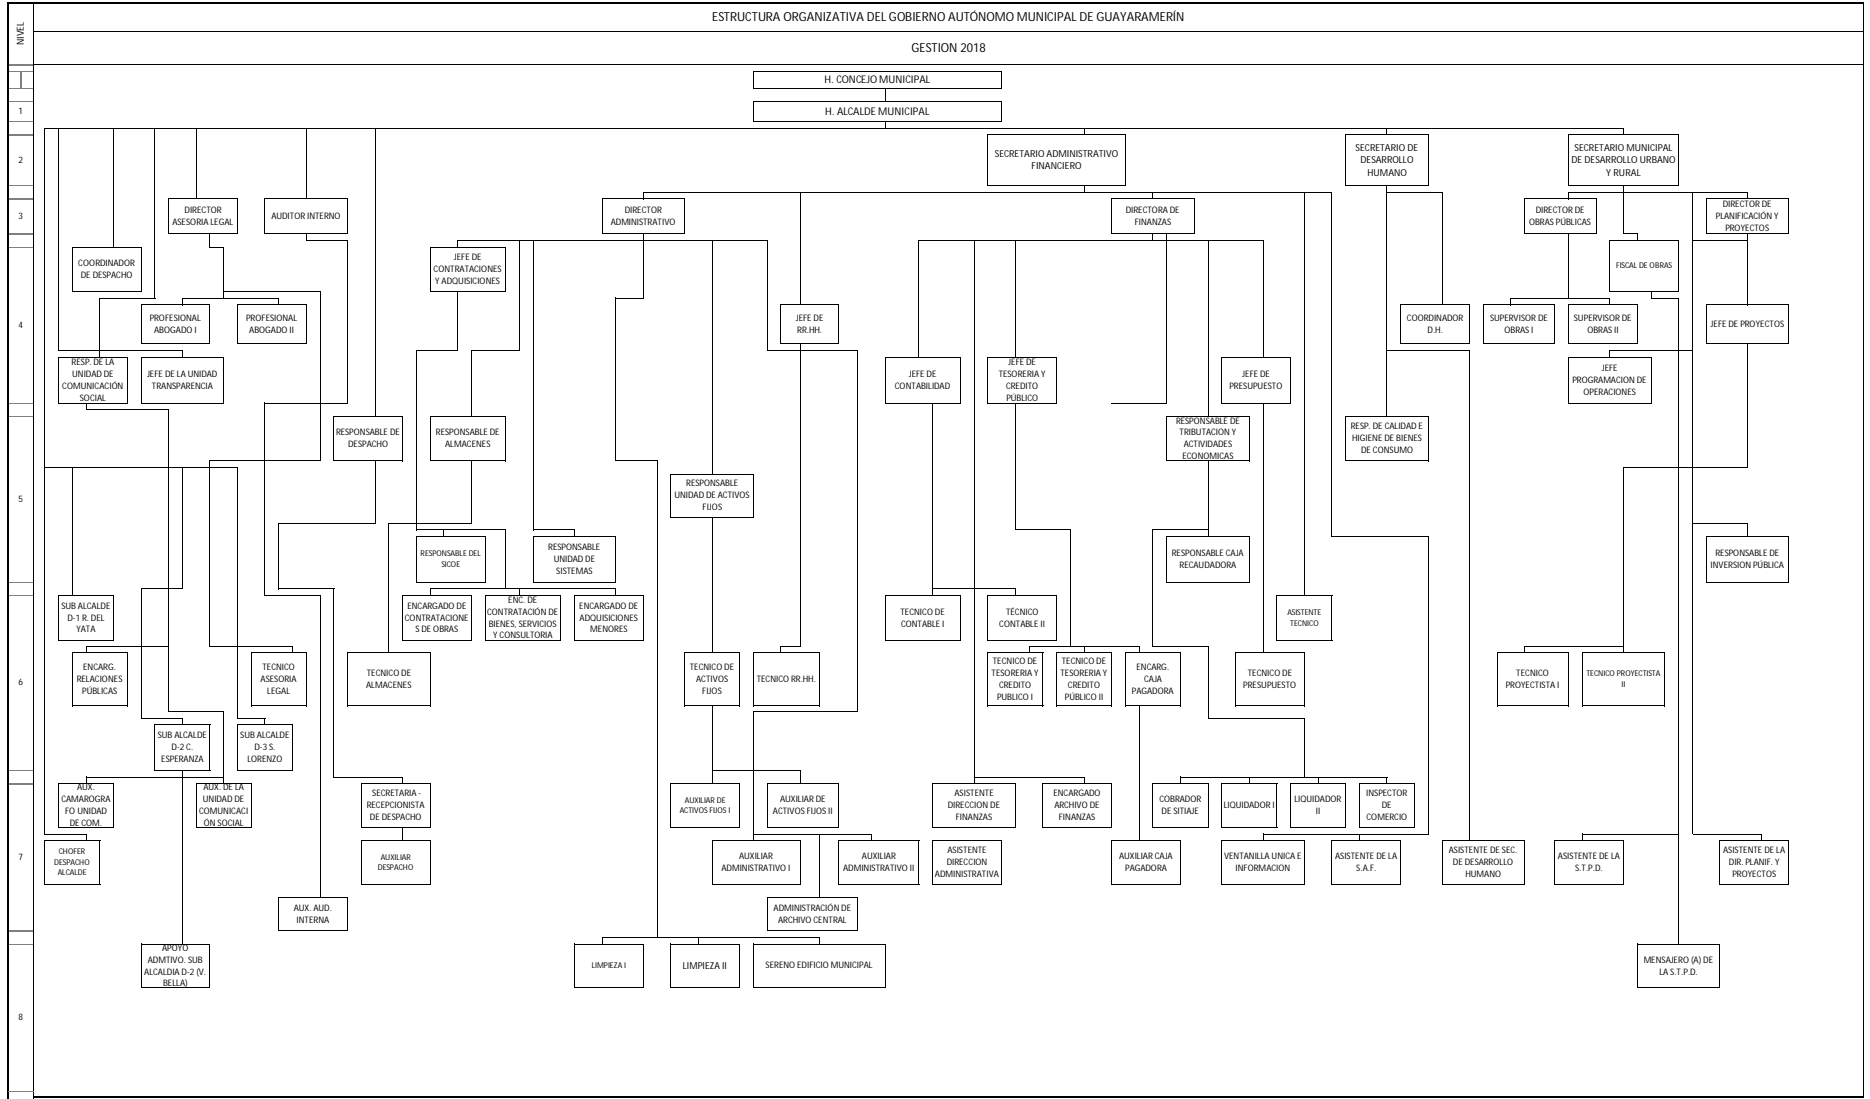 NIVEL
ESTRUCTURA ORGANIZATIVA DEL GOBIERNO AUTÓNOMO MUNICIPAL DE GUAYARAMERÍN
GESTION 2018
H. CONCEJO MUNICIPAL
1
H. ALCALDE MUNICIPAL
2
SECRETARIO ADMINISTRATIVO
FINANCIERO
SECRETARIO DE
DESARROLLO
HUMANO
SECRETARIO MUNICIPAL
DE DESARROLLO URBANO
Y RURAL
3
DIRECTOR
ASESORIA LEGAL
AUDITOR INTERNO
DIRECTOR
ADMINISTRATIVO
DIRECTORA DE
FINANZAS
DIRECTOR DE
OBRAS PÚBLICAS
DIRECTOR DE
PLANIFICACIÓN Y
PROYECTOS
COORDINADOR
DE DESPACHO
JEFE DE
CONTRATACIONES
Y ADQUISICIONES
FISCAL DE OBRAS
4
PROFESIONAL
ABOGADO I
PROFESIONAL
ABOGADO II
JEFE DE
RR.HH.
COORDINADOR
D.H.
SUPERVISOR DE
OBRAS I
SUPERVISOR DE
OBRAS II
JEFE DE PROYECTOS
RESP. DE LA
UNIDAD DE
COMUNICACIÓN
SOCIAL
JEFE DE LA UNIDAD
TRANSPARENCIA
JEFE DE
CONTABILIDAD
JEFE DE
TESORERIA Y
CREDITO
PÚBLICO
JEFE DE
PRESUPUESTO
JEFE
PROGRAMACION DE
OPERACIONES
RESPONSABLE DE
DESPACHO
RESPONSABLE DE
ALMACENES
RESPONSABLE DE
TRIBUTACION Y
ACTIVIDADES
ECONOMICAS
RESP. DE CALIDAD E
HIGIENE DE BIENES
DE CONSUMO
5
RESPONSABLE
UNIDAD DE ACTIVOS
FIJOS
RESPONSABLE DEL
SICOE
RESPONSABLE
UNIDAD DE
SISTEMAS
RESPONSABLE CAJA
RECAUDADORA
RESPONSABLE DE
INVERSION PÚBLICA
SUB ALCALDE
D-1 R. DEL
YATA
ENCARGADO DE
CONTRATACIONE
S DE OBRAS
ENC. DE
CONTRATACIÓN DE
BIENES, SERVICIOS
Y CONSULTORIA
ENCARGADO DE
ADQUISICIONES
MENORES
TECNICO DE
CONTABLE I
TÉCNICO
CONTABLE II
ASISTENTE
TECNICO
6
ENCARG.
RELACIONES
PÚBLICAS
TECNICO
ASESORIA
LEGAL
TECNICO DE
ALMACENES
TECNICO DE
ACTIVOS
FIJOS
TECNICO RR.HH.
TECNICO DE
TESORERIA Y
CREDITO
PUBLICO I
TECNICO DE
TESORERIA Y
CREDITO
PÚBLICO II
ENCARG.
CAJA
PAGADORA
TECNICO DE
PRESUPUESTO
TECNICO
PROYECTISTA I
TECNICO PROYECTISTA
II
SUB ALCALDE
D-2 C.
ESPERANZA
SUB ALCALDE
D-3 S.
LORENZO
AUX.
CAMAROGRA
FO UNIDAD
DE COM.
AUX. DE LA
UNIDAD DE
COMUNICACI
ÓN SOCIAL
SECRETARIA -
RECEPCIONISTA
DE DESPACHO
AUXILIAR DE
ACTIVOS FIJOS I
AUXILIAR DE
ACTIVOS FIJOS II
ASISTENTE
DIRECCION DE
FINANZAS
ENCARGADO
ARCHIVO DE
FINANZAS
COBRADOR
DE SITIAJE
LIQUIDADOR I
LIQUIDADOR
II
INSPECTOR
DE
COMERCIO
7
CHOFER
DESPACHO
ALCALDE
AUXILIAR
DESPACHO
AUXILIAR
ADMINISTRATIVO I
AUXILIAR
ADMINISTRATIVO II
ASISTENTE
DIRECCION
ADMINISTRATIVA
AUXILIAR CAJA
PAGADORA
VENTANILLA UNICA E
INFORMACION
ASISTENTE DE LA
S.A.F.
ASISTENTE DE SEC.
DE DESARROLLO
HUMANO
ASISTENTE DE LA
S.T.P.D.
ASISTENTE DE LA
DIR. PLANIF. Y
PROYECTOS
AUX. AUD.
INTERNA
ADMINISTRACIÓN DE
ARCHIVO CENTRAL
APOYO
ADMTIVO. SUB
ALCALDIA D-2 (V.
BELLA)
LIMPIEZA I
LIMPIEZA II
SERENO EDIFICIO MUNICIPAL
MENSAJERO (A) DE
LA S.T.P.D.
8